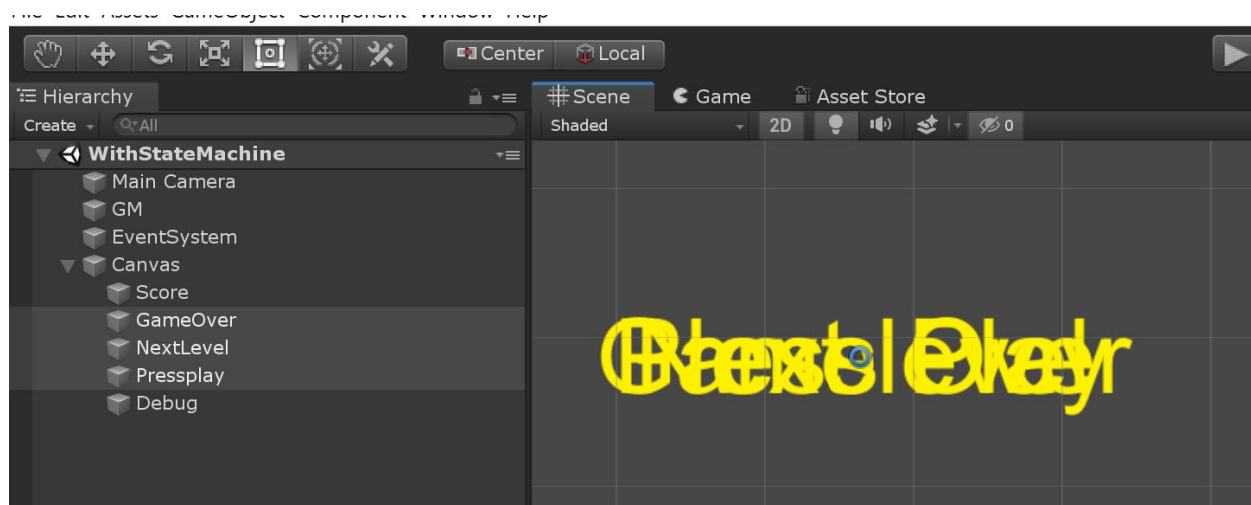 File Edit Assets GameObject Component Window Help
Center Local
Hierarchy
Scene Game Asset Store
Create All
Shaded 2D 0
WithStateMachine
Main Camera
GM
EventSystem
Canvas
Score
GameOver
NextLevel
Pressplay
Debug